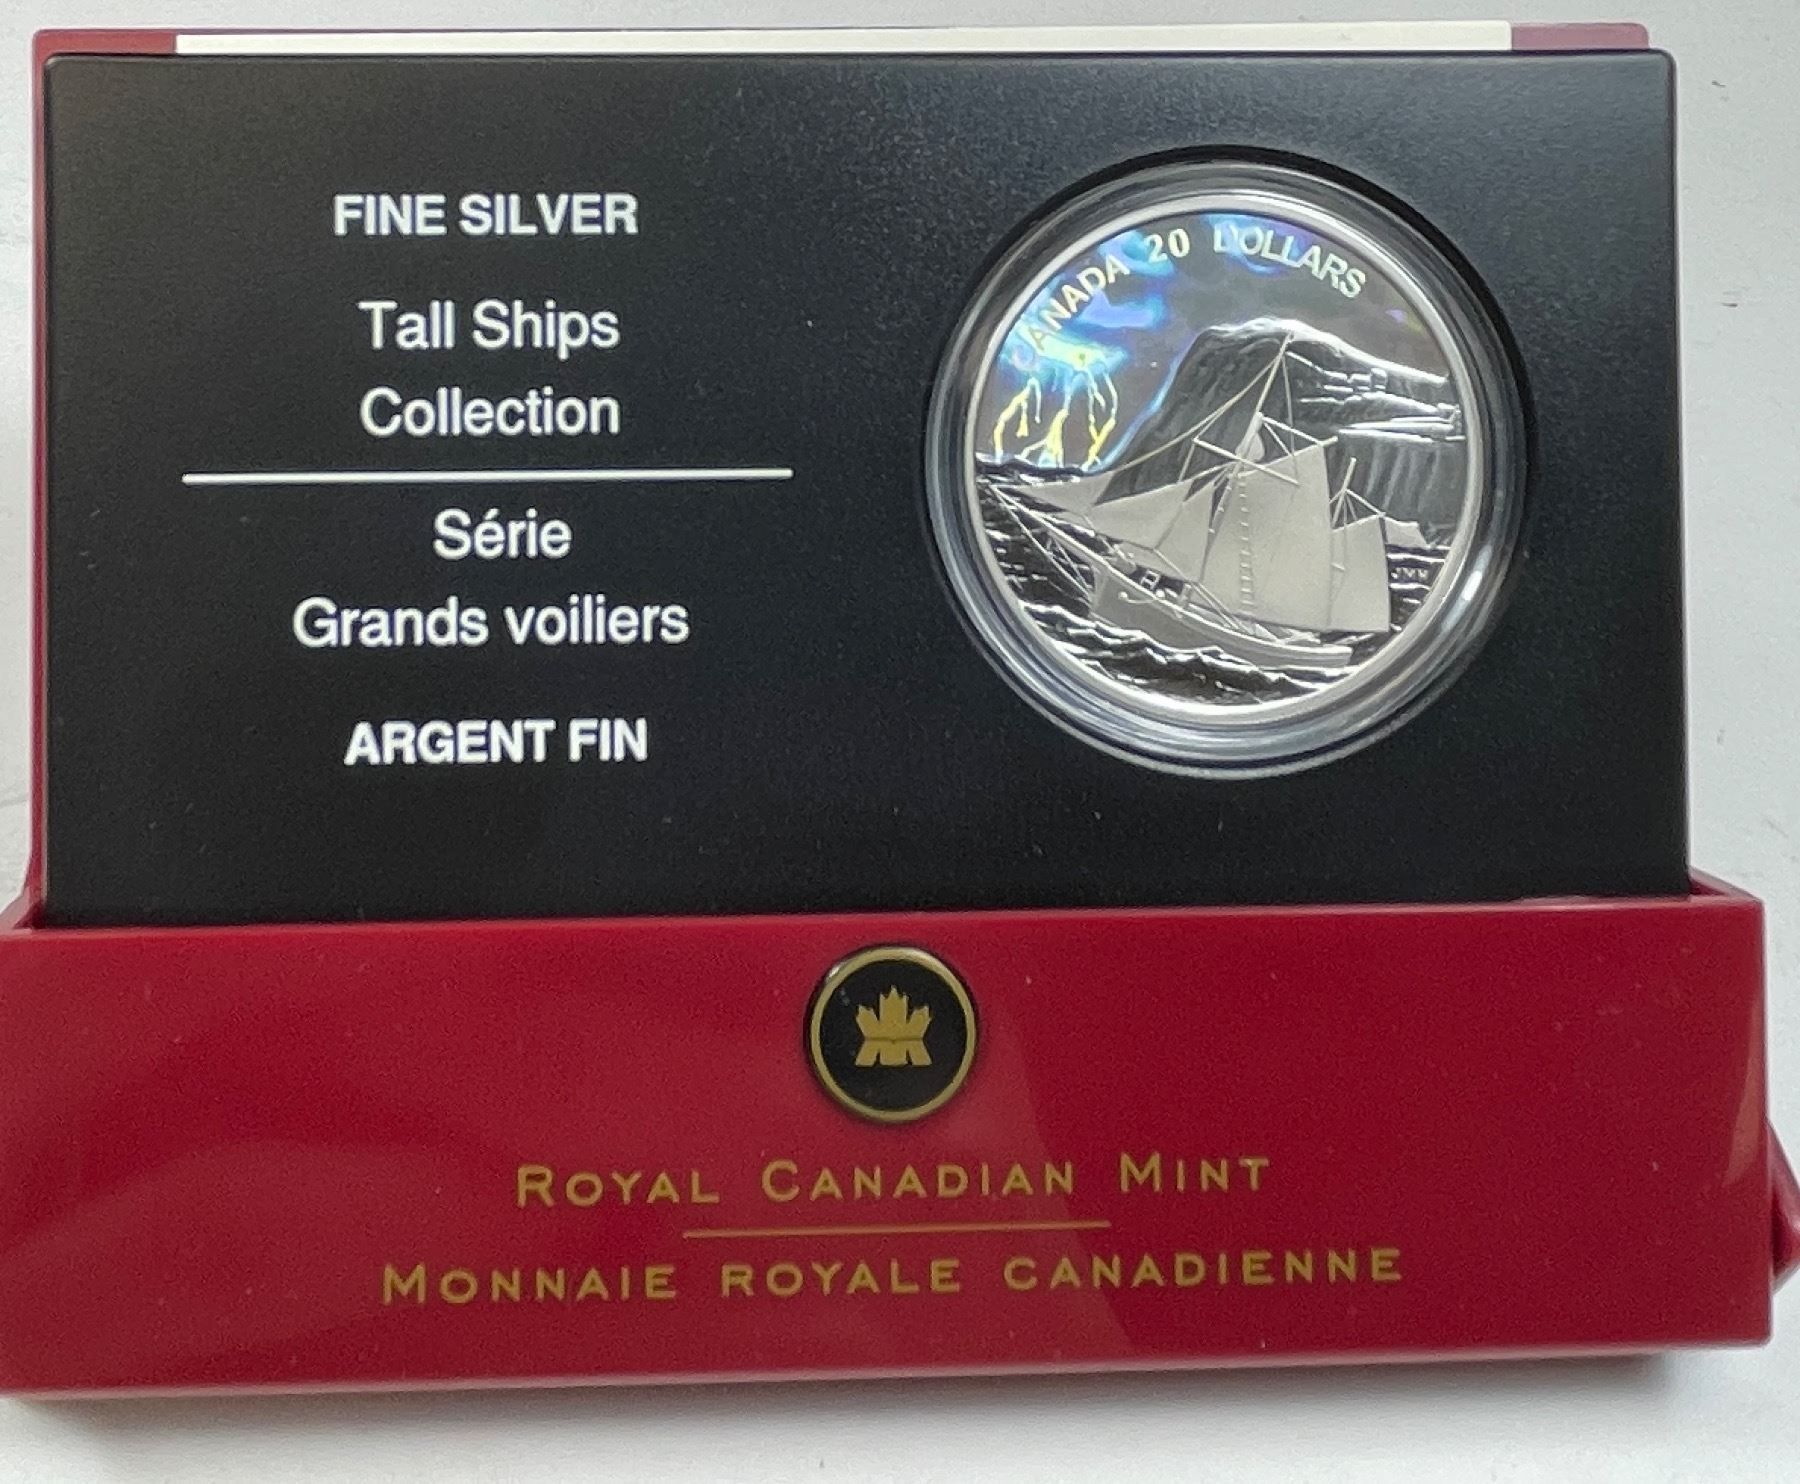 FINE SILVER
Tall Ships
Collection
Série
Grands voiliers
ARGENT FIN
CANADA 20 DOLLARS
JMW
ROYAL CANADIAN MINT
MONNAIE ROYALE CANADIENNE